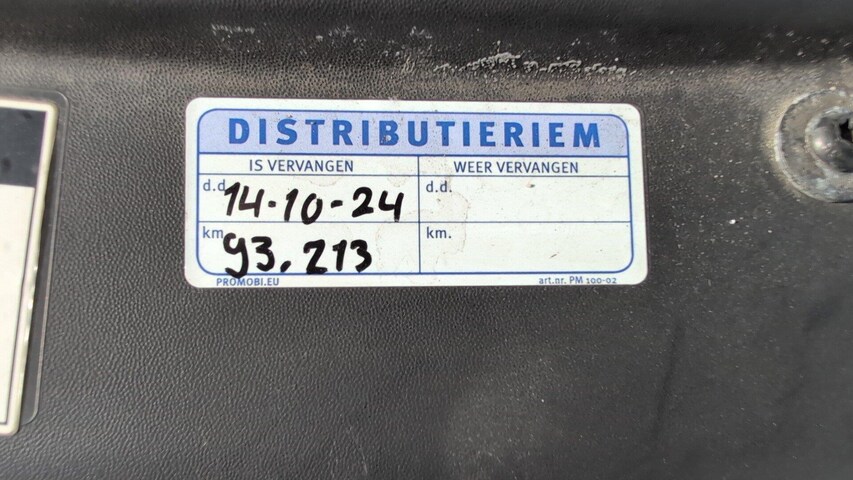 DISTRIBUTIERIEM
IS VERVANGEN WEER VERVANGEN
d.d. 14-10-24 d.d.
km. 93.213 km.
PROMOBI.EU art.nr. PM 100-02